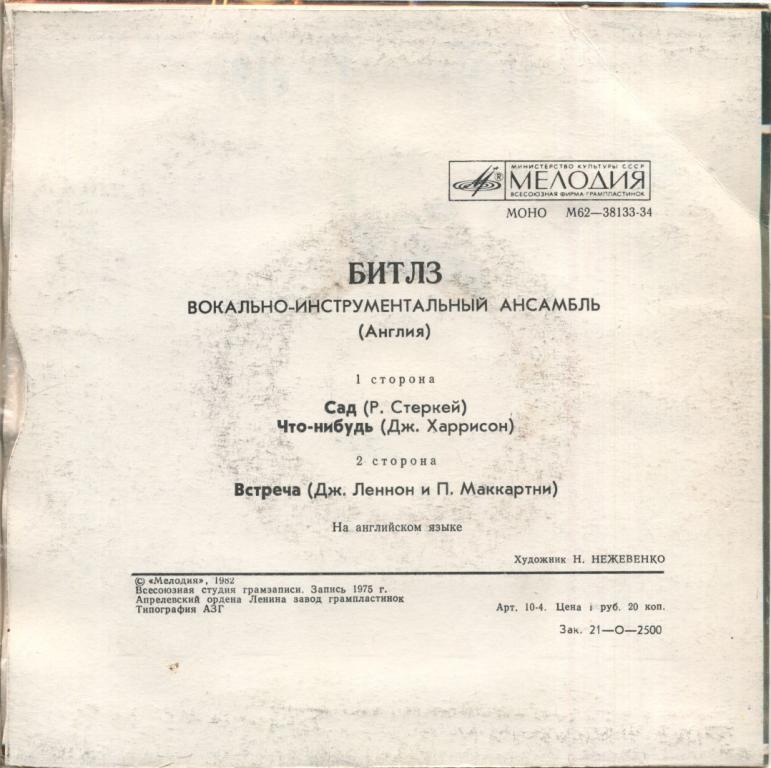 МИНИСТЕРСТВО КУЛЬТУРЫ СССР
® МЕЛОДИЯ
ВСЕСОЮЗНАЯ ФИРМА ГРАМПЛАСТИНОК
МОНО М62—38133-34
БИТЛЗ
ВОКАЛЬНО-ИНСТРУМЕНТАЛЬНЫЙ АНСАМБЛЬ
(Англия)
1 сторона
Сад (Р. Стеркей)
Что-нибудь (Дж. Харрисон)
2 сторона
Встреча (Дж. Леннон и П. Маккартни)
На английском языке
Художник Н. НЕЖЕВЕНКО
© «Мелодия», 1982
Всесоюзная студия грамзаписи. Запись 1975 г.
Апрелевский ордена Ленина завод грампластинок
Типография АЗГ
Арт. 10-4. Цена 1 руб. 20 коп.
Зак. 21—О—2500